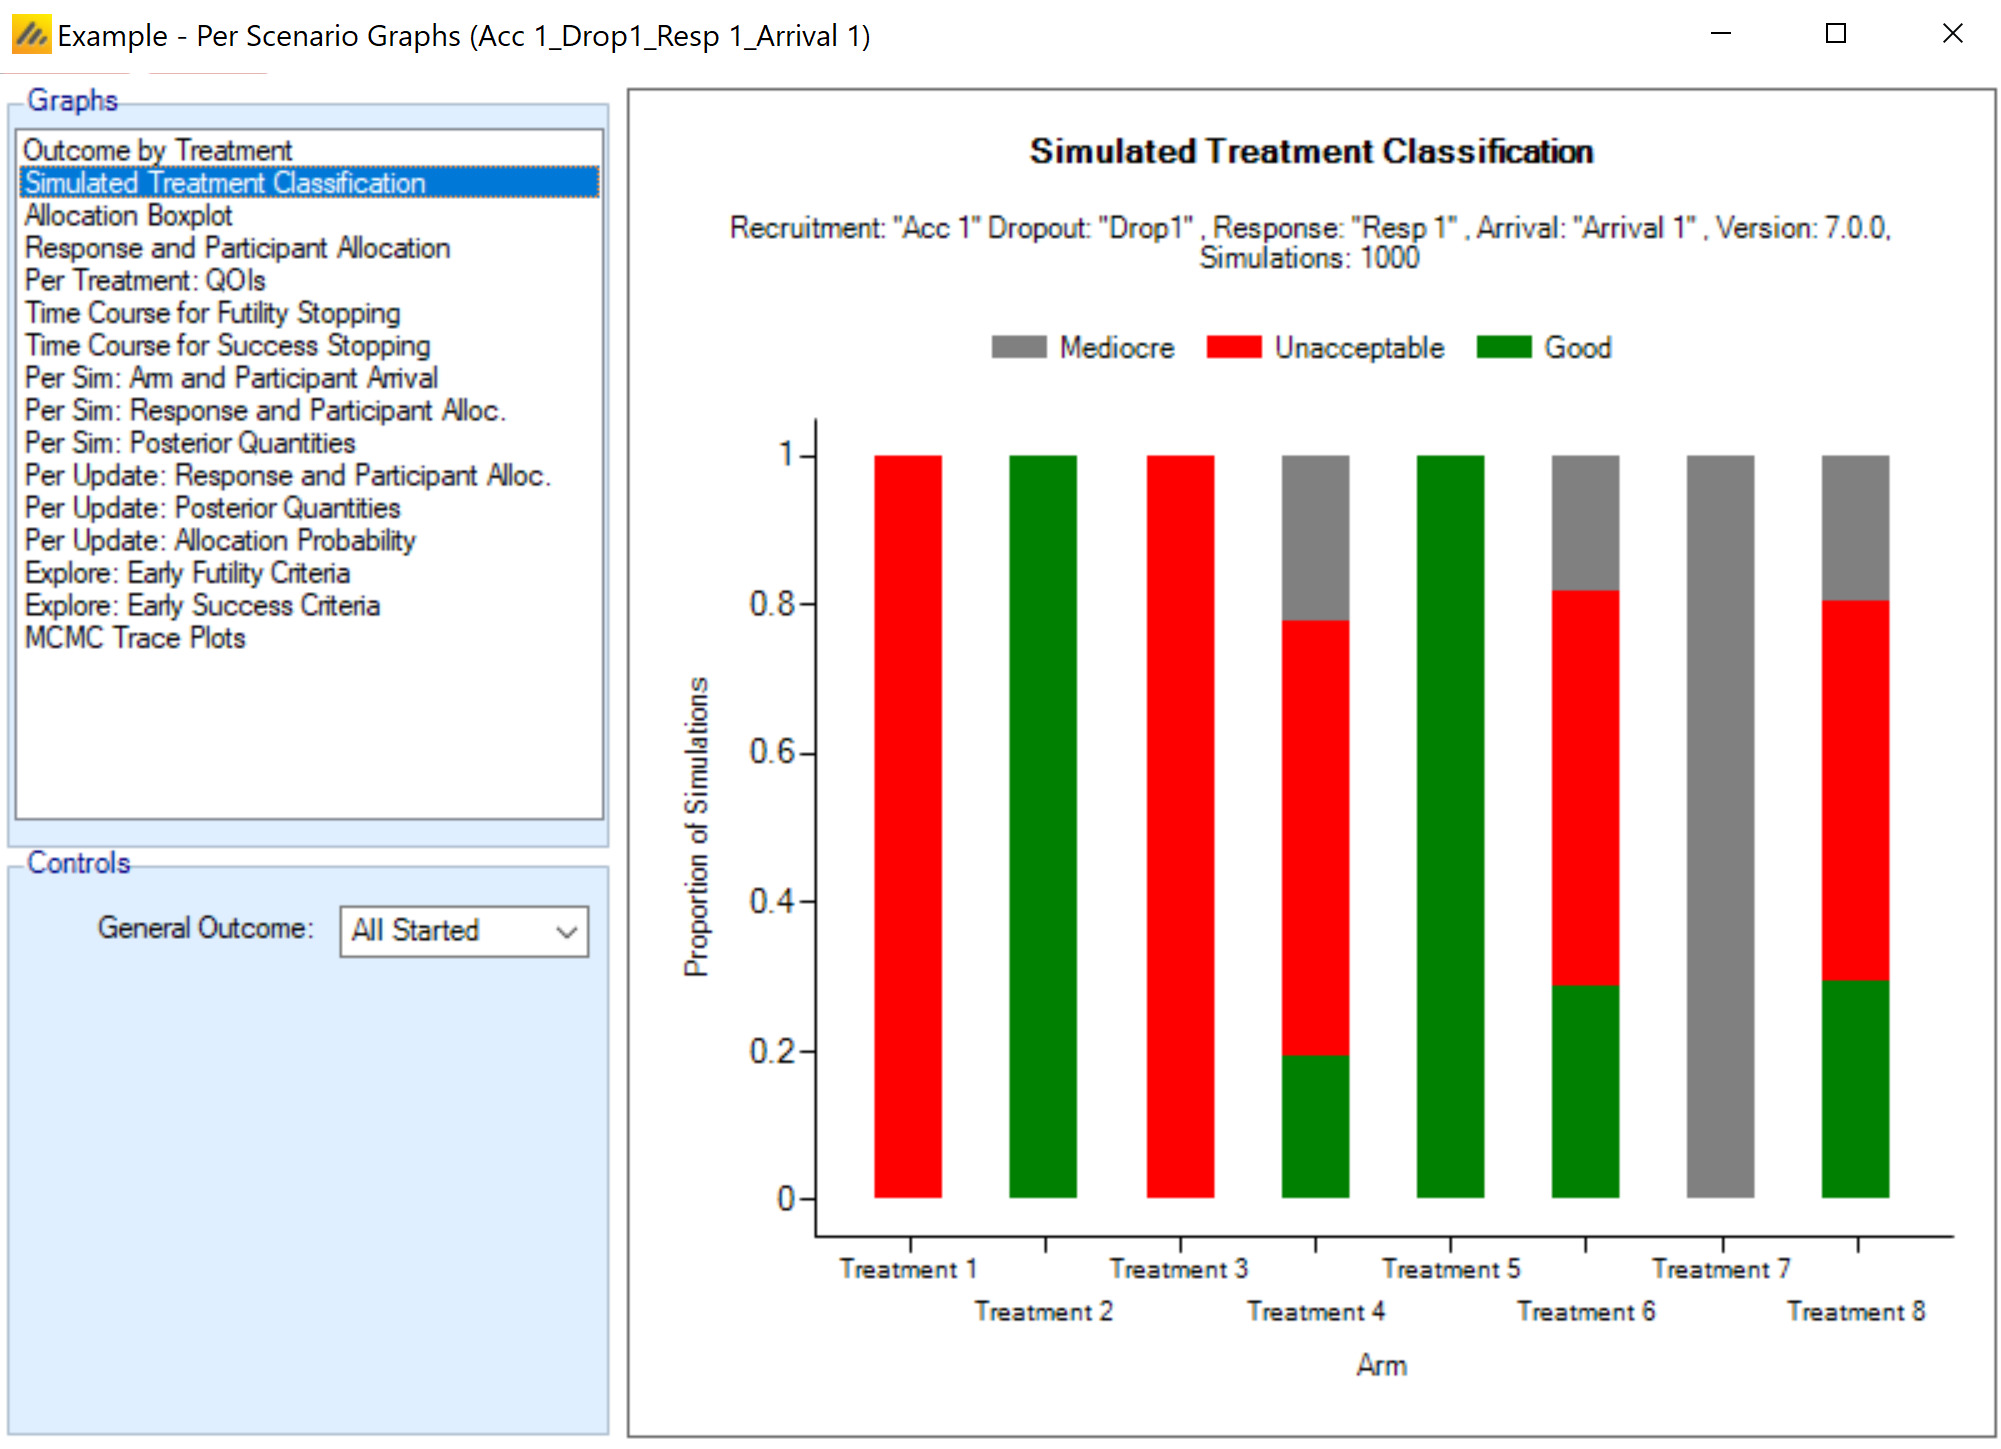 Example - Per Scenario Graphs (Acc 1_Drop1_Resp 1_Arrival 1)
Graphs
Outcome by Treatment
Simulated Treatment Classification
Allocation Boxplot
Response and Participant Allocation
Per Treatment: QOIs
Time Course for Futility Stopping
Time Course for Success Stopping
Per Sim: Arm and Participant Arrival
Per Sim: Response and Participant Alloc.
Per Sim: Posterior Quantities
Per Update: Response and Participant Alloc.
Per Update: Posterior Quantities
Per Update: Allocation Probability
Explore: Early Futility Criteria
Explore: Early Success Criteria
MCMC Trace Plots
Controls
General Outcome: All Started
Simulated Treatment Classification
Recruitment: "Acc 1" Dropout: "Drop1" , Response: "Resp 1" , Arrival: "Arrival 1" , Version: 7.0.0,
Simulations: 1000
Mediocre Unacceptable Good
Proportion of Simulations
1
0.8
0.6
0.4
0.2
0
Treatment 1 Treatment 3 Treatment 5 Treatment 7
Treatment 2 Treatment 4 Treatment 6 Treatment 8
Arm